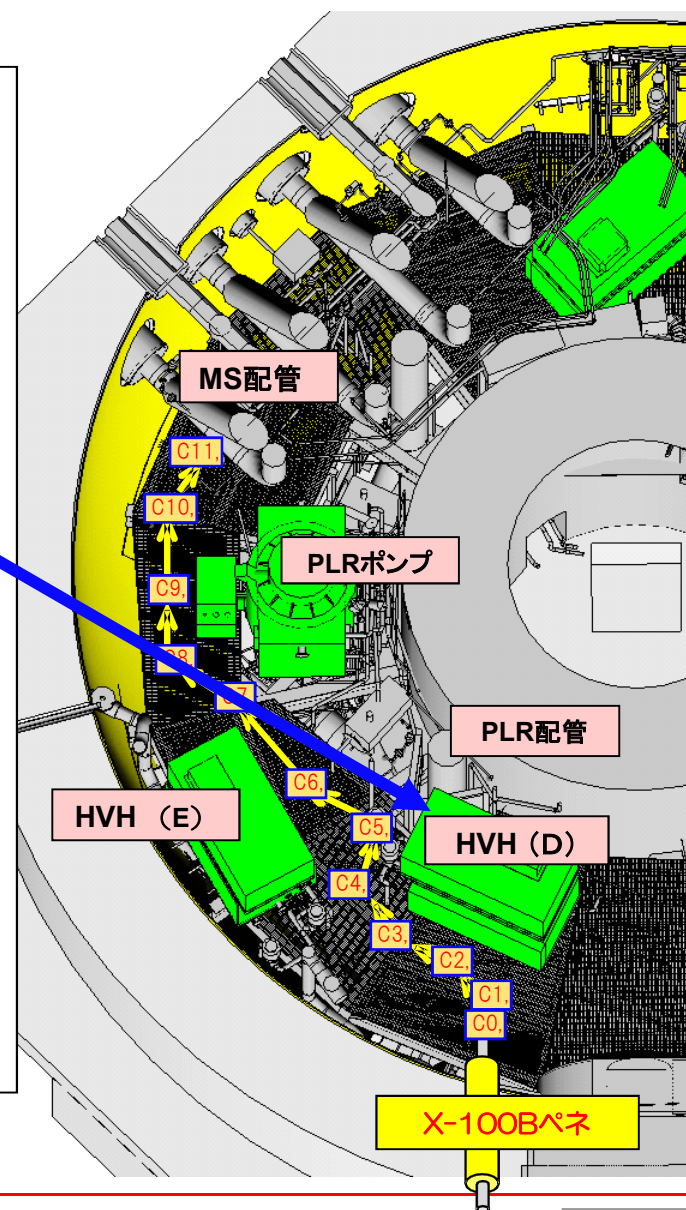 MS配管
C11,
C10,
PLRポンプ
C9,
C8,
C7,
PLR配管
C6,
HVH （E）
C5,
HVH（D）
C4,
C3,
C2,
C1,
C0,
X-100Bペネ